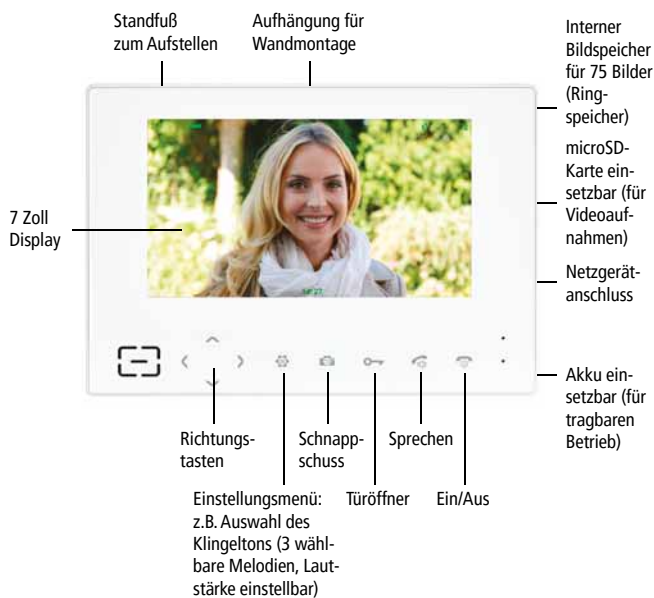 Standfuß
zum Aufstellen
Aufhängung für
Wandmontage
Interner
Bildspeicher
für 75 Bilder
(Ring-
speicher)
microSD-
Karte ein-
setzbar (für
Videoauf-
nahmen)
7 Zoll
Display
Netzgerät-
anschluss
Akku ein-
setzbar (für
tragbaren
Betrieb)
Richtungs-
tasten
Schnapp-
schuss
Sprechen
Einstellungsmenü:
z.B. Auswahl des
Klingeltons (3 wähl-
bare Melodien, Laut-
stärke einstellbar)
Türöffner
Ein/Aus